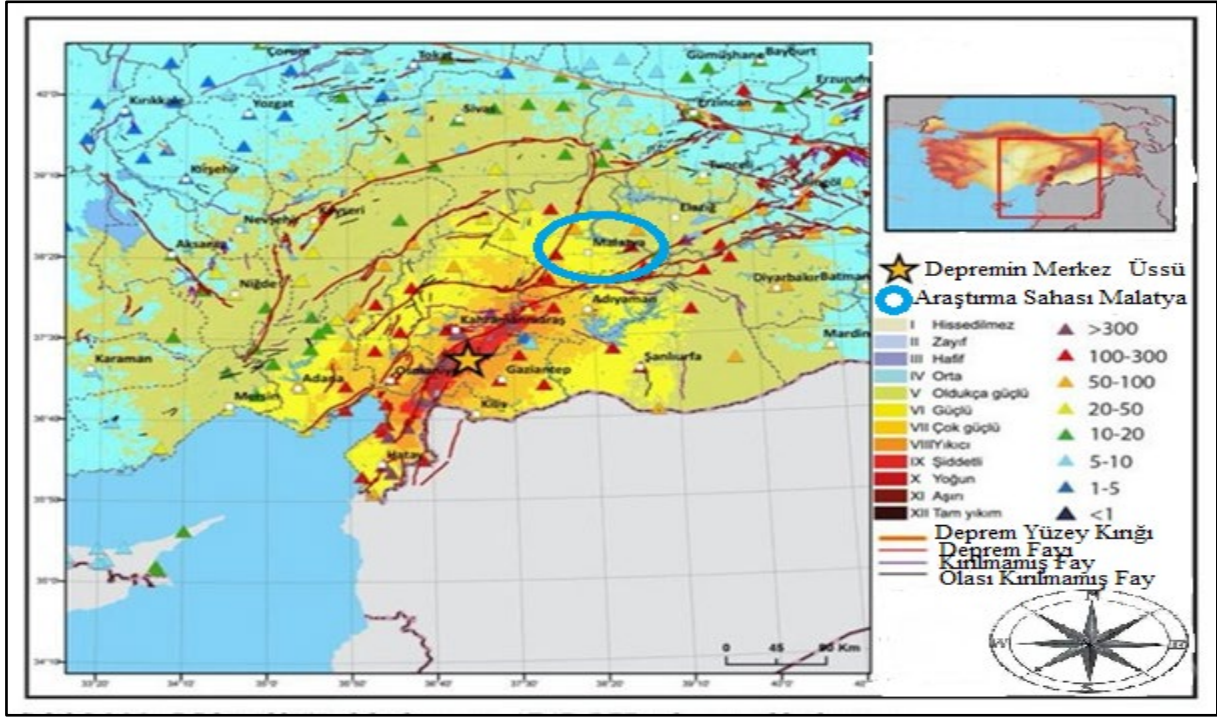 Çorum
Tokat
Gümüşhane
Bayburt
Erzurum
Kırıkkale
Yozgat
Sivas
Erzincan
Tunceli
Kırşehir
Kayseri
Nevşehir
Elazığ
Malatya
Aksaray
Niğde
Diyarbakır
Batman
Adıyaman
Kahramanmaraş
Mardin
Karaman
Şanlıurfa
Osmaniye
Gaziantep
Adana
Mersin
Kilis
Hatay
0 45 90 Km
Depremin Merkez Üssü
Araştırma Sahası Malatya
I Hissedilmez
II Zayıf
III Hafif
IV Orta
V Oldukça güçlü
VI Güçlü
VII Çok güçlü
VIII Yıkıcı
IX Şiddetli
X Yoğun
XI Aşırı
XII Tam yıkım
>300
100-300
50-100
20-50
10-20
5-10
1-5
<1
Deprem Yüzey Kırığı
Deprem Fayı
Kırılmamış Fay
Olası Kırılmamış Fay